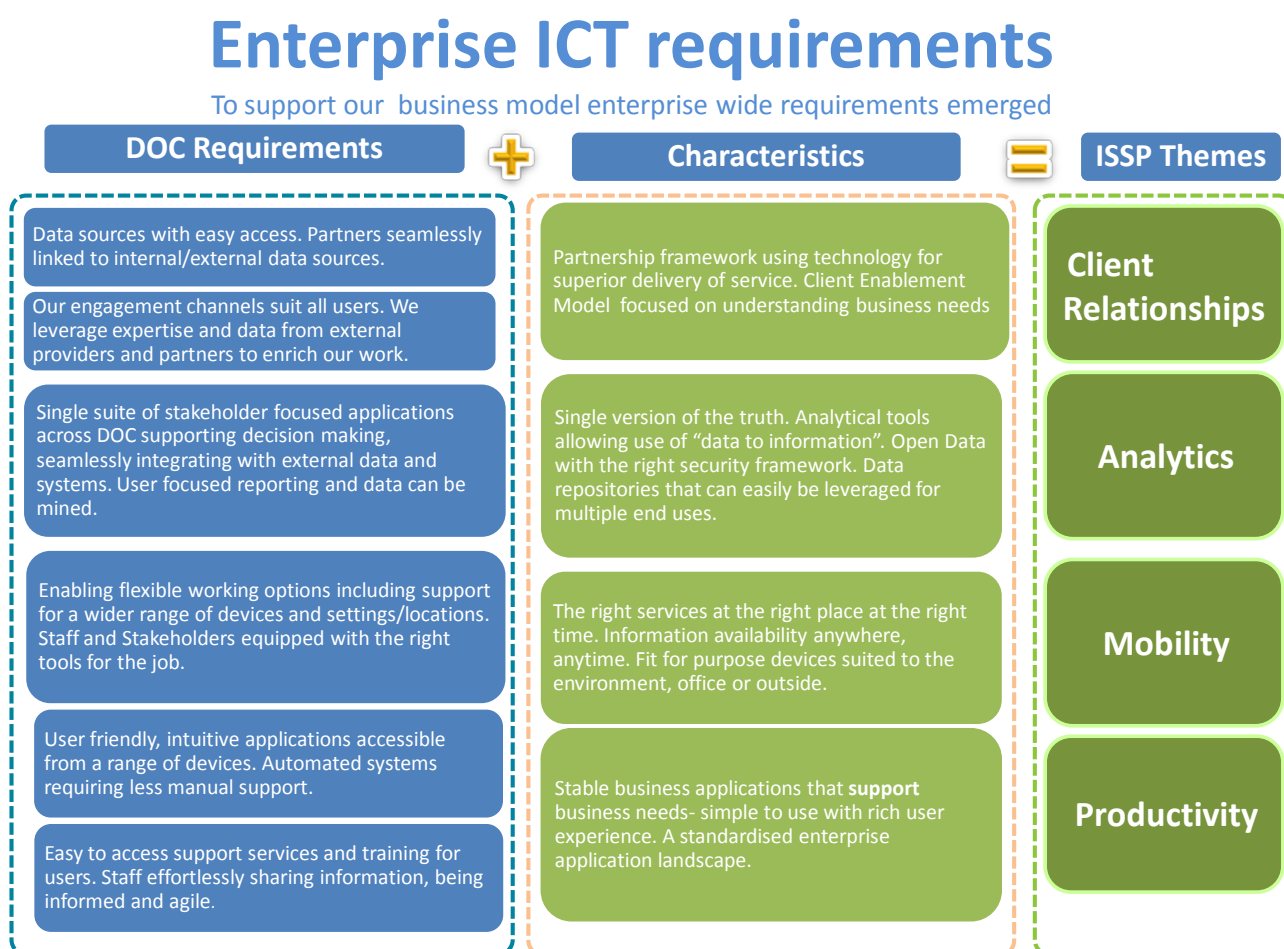 Enterprise ICT requirements
To support our business model enterprise wide requirements emerged
DOC Requirements
Characteristics
ISSP Themes
Data sources with easy access. Partners seamlessly
linked to internal/external data sources.
Our engagement channels suit all users. We
leverage expertise and data from external
providers and partners to enrich our work.
Single suite of stakeholder focused applications
across DOC supporting decision making,
seamlessly integrating with external data and
systems. User focused reporting and data can be
mined.
Enabling flexible working options including support
for a wider range of devices and settings/locations.
Staff and Stakeholders equipped with the right
tools for the job.
User friendly, intuitive applications accessible
from a range of devices. Automated systems
requiring less manual support.
Easy to access support services and training for
users. Staff effortlessly sharing information, being
informed and agile.
Partnership framework using technology for
superior delivery of service. Client Enablement
Model focused on understanding business needs
Single version of the truth. Analytical tools
allowing use of “data to information”. Open Data
with the right security framework. Data
repositories that can easily be leveraged for
multiple end uses.
The right services at the right place at the right
time. Information availability anywhere,
anytime. Fit for purpose devices suited to the
environment, office or outside.
Stable business applications that support
business needs- simple to use with rich user
experience. A standardised enterprise
application landscape.
Client
Relationships
Analytics
Mobility
Productivity